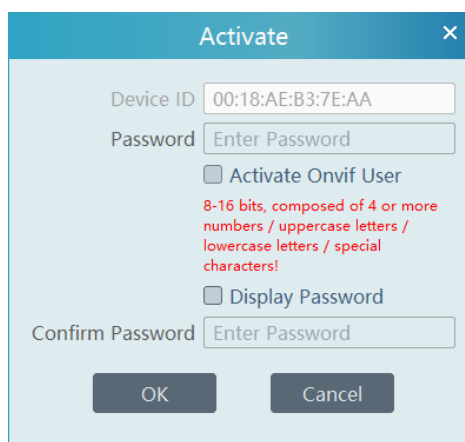 Activate ×
Device ID 00:18:AE:B3:7E:AA
Password Enter Password
Activate Onvif User
8-16 bits, composed of 4 or more
numbers / uppercase letters /
lowercase letters / special
characters!
Display Password
Confirm Password Enter Password
OK Cancel